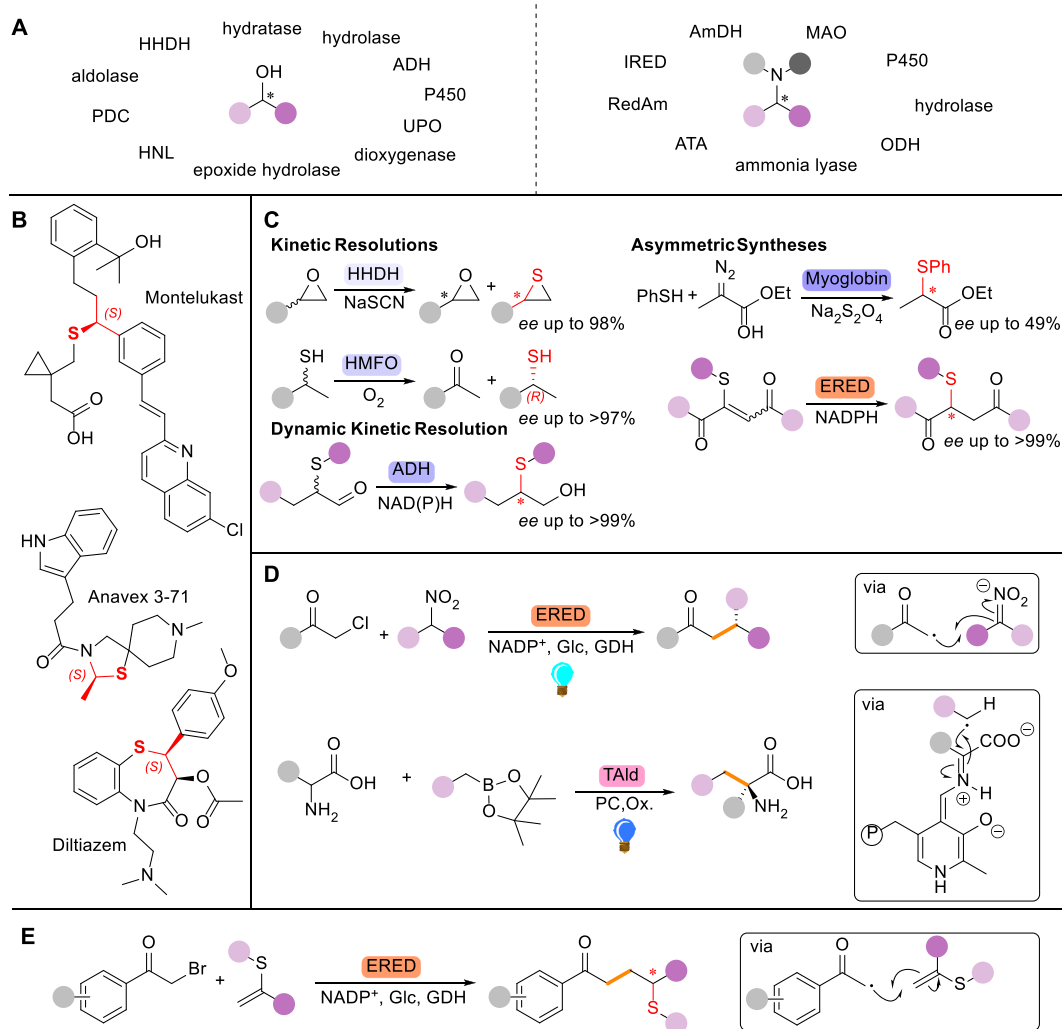 A
HHDH
hydratase
hydrolase
aldolase
OH
*
ADH
P450
PDC
UPO
HNL
dioxygenase
epoxide hydrolase
AmDH
MAO
IRED
N
P450
RedAm
*
hydrolase
ATA
ODH
ammonia lyase
B
OH
Montelukast
(S)
S
O
OH
N
Cl
HN
Anavex 3-71
O
N
N
(S)
S
O
S
(S)
O
N
O
O
Diltiazem
N
C
Kinetic Resolutions
O
HHDH
NaSCN
O
*
+
S
*
ee up to 98%
SH
HMFO
O2
O
+
SH
(R)
ee up to >97%
Dynamic Kinetic Resolution
S
O
ADH
NAD(P)H
S
OH
*
ee up to >99%
Asymmetric Syntheses
PhSH +
N2
OEt
OH
Myoglobin
Na2S2O4
SPh
*
OEt
O
ee up to 49%
S
O
O
ERED
NADPH
S
O
*
O
ee up to >99%
D
O
Cl
+
NO2
ERED
NADP+, Glc, GDH
O
via
O
⊖
NO2
O
OH
NH2
+
O
B
O
TAld
PC,Ox.
O
OH
NH2
via
H
COO⊖
N
H
⊕
P
O
⊖
N
H
E
O
Br
+
S
ERED
NADP+, Glc, GDH
O
*
S
via
O
S